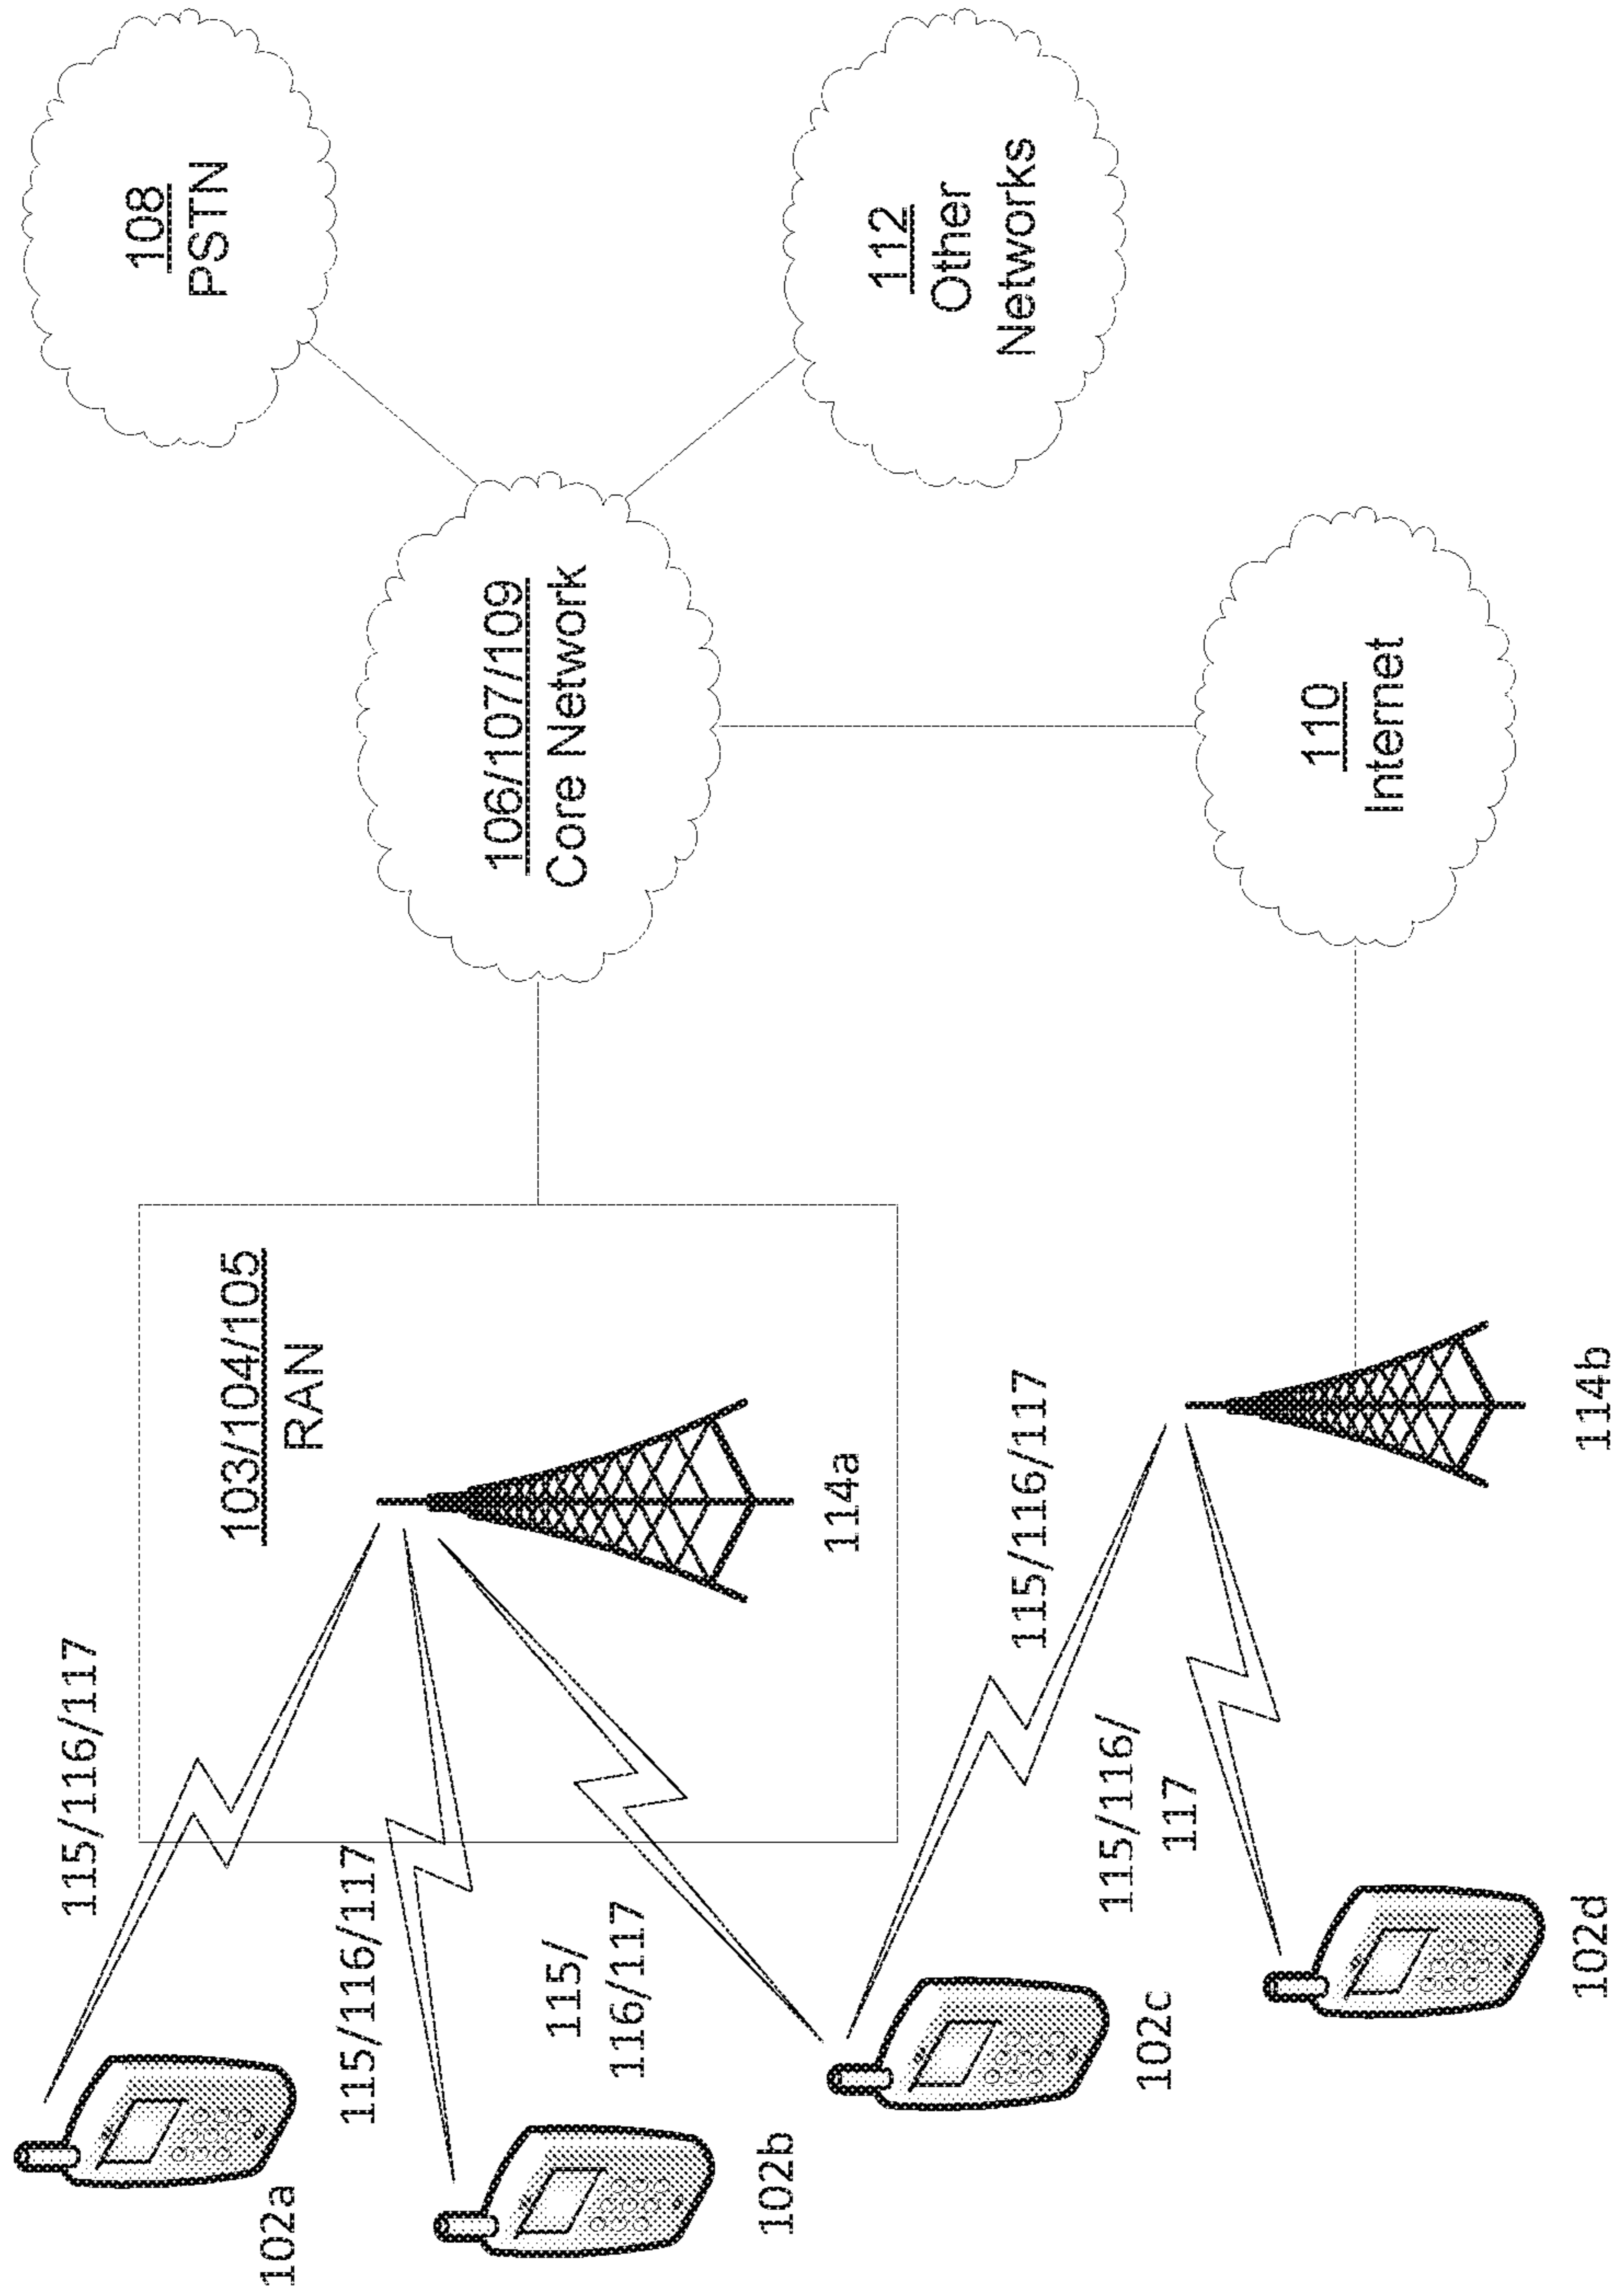 102a
115/116/117
103/104/105
RAN
108
PSTN
106/107/109
Core Network
115/116/117
102b
115/
116/117
114a
112
Other
Networks
102c
115/116/117
115/116/
117
110
Internet
102d
114b